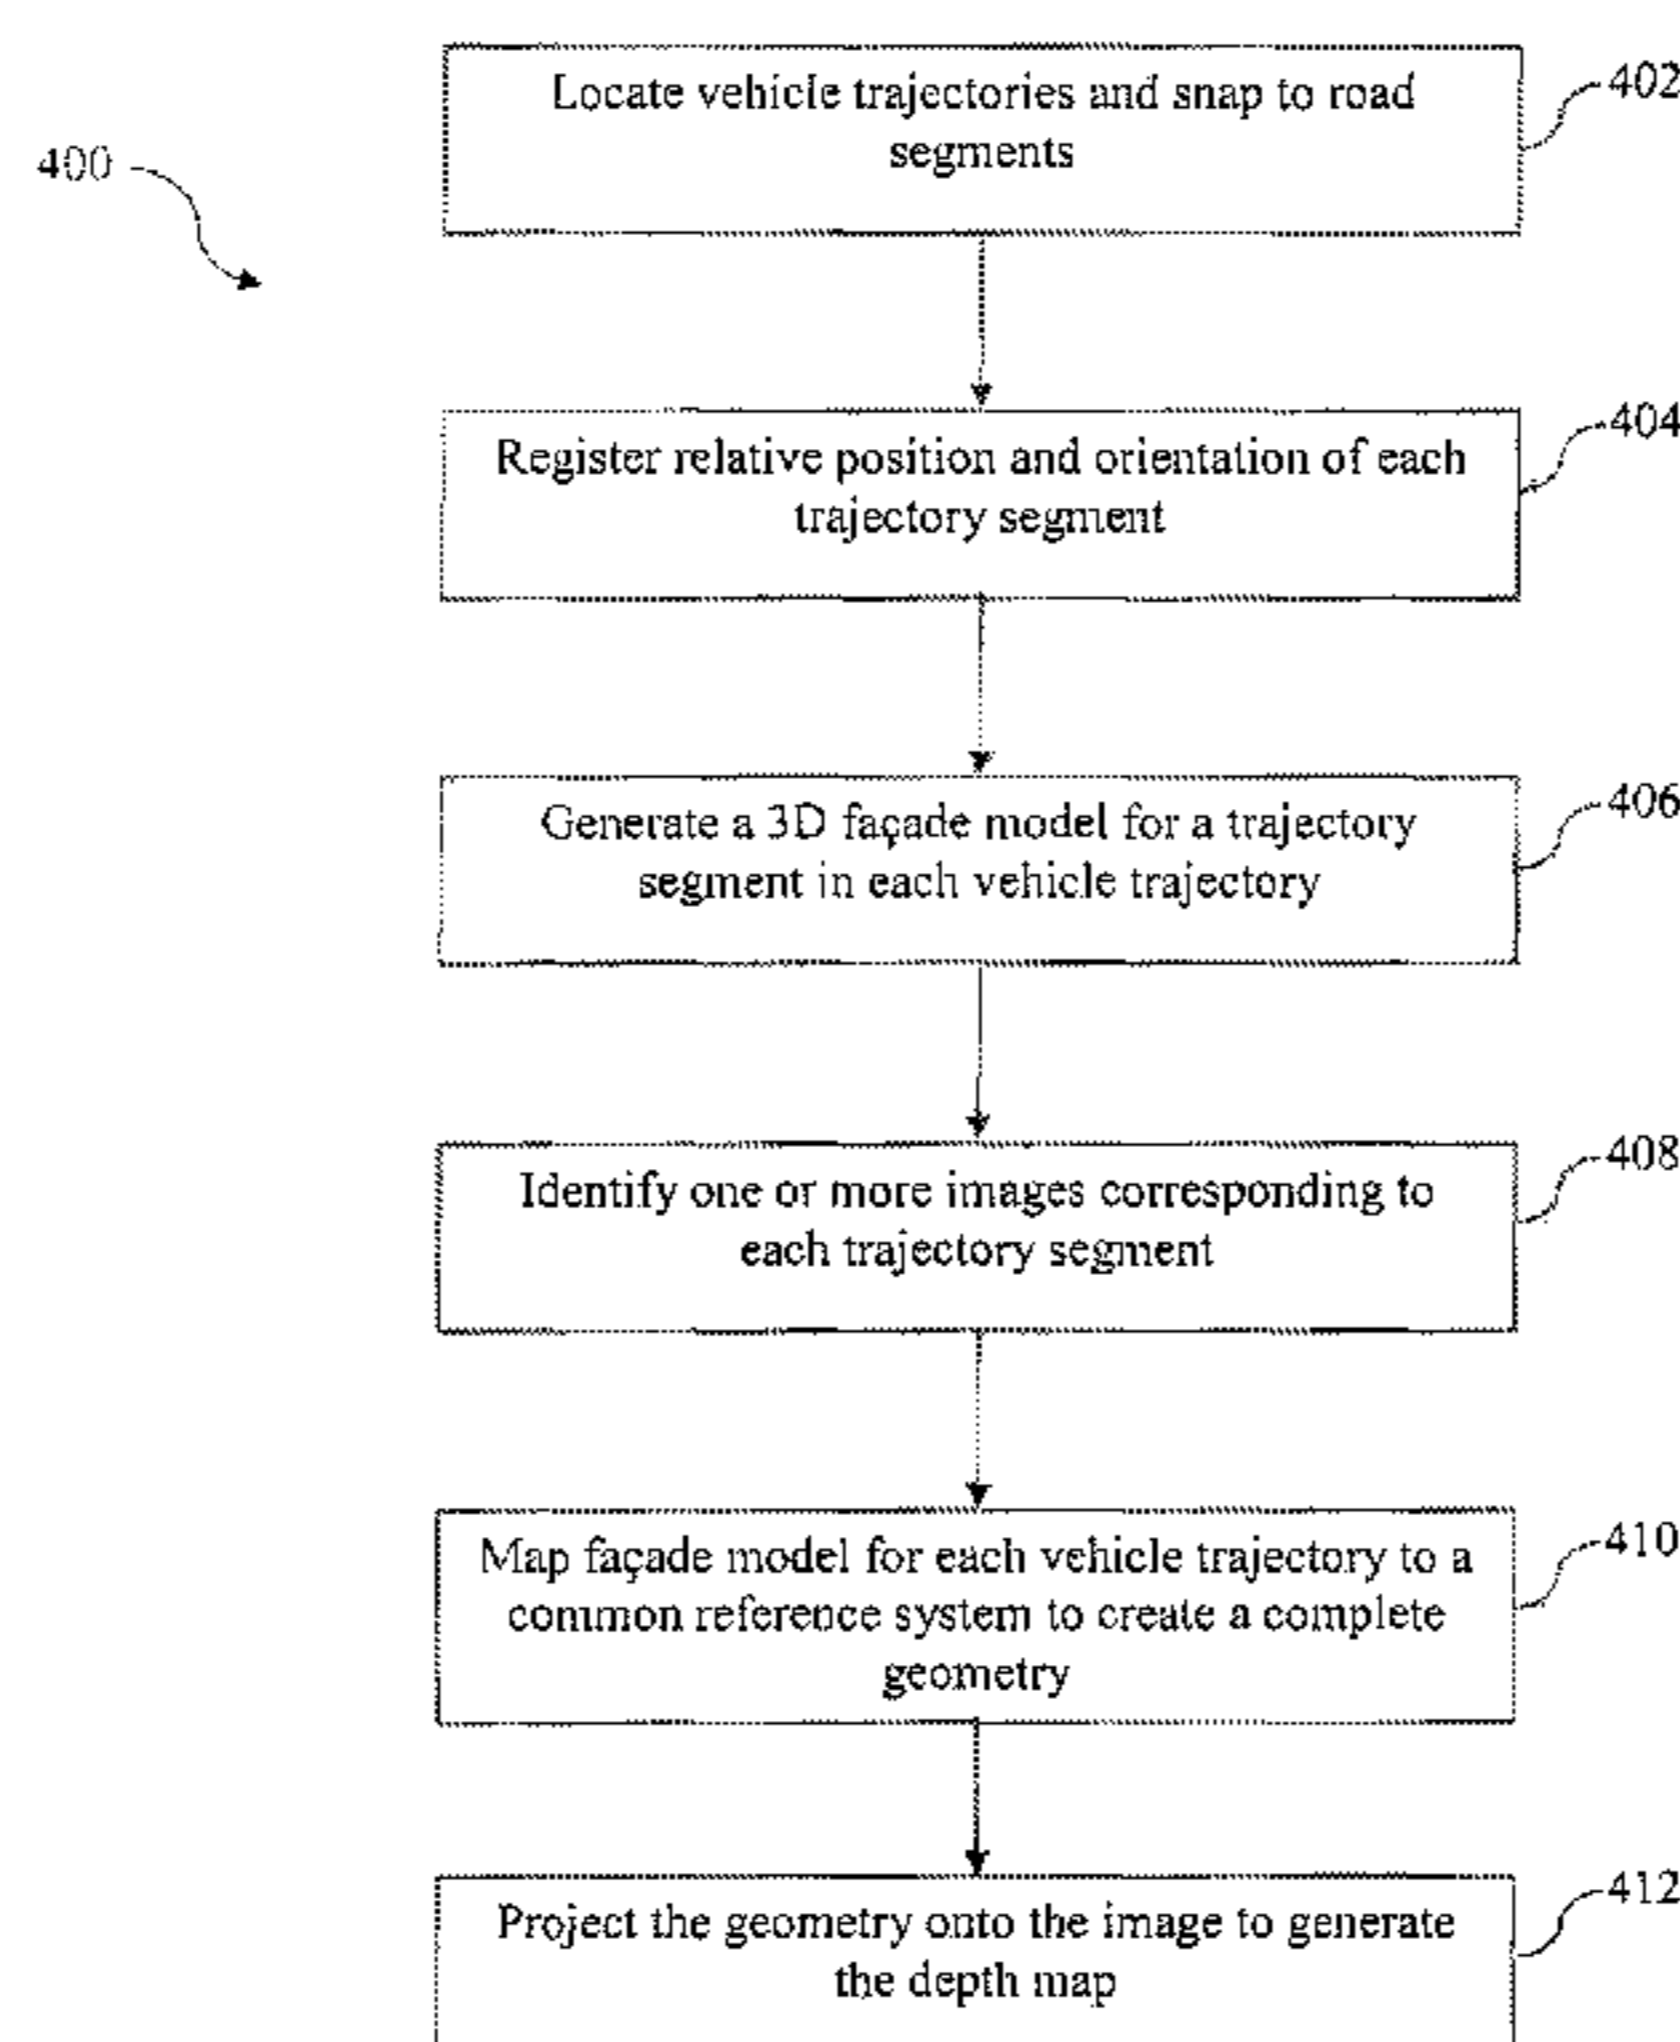 400
Locate vehicle trajectories and snap to road
segments
402
Register relative position and orientation of each
trajectory segment
404
Generate a 3D façade model for a trajectory
segment in each vehicle trajectory
406
Identify one or more images corresponding to
each trajectory segment
408
Map façade model for each vehicle trajectory to a
common reference system to create a complete
geometry
410
Project the geometry onto the image to generate
the depth map
412